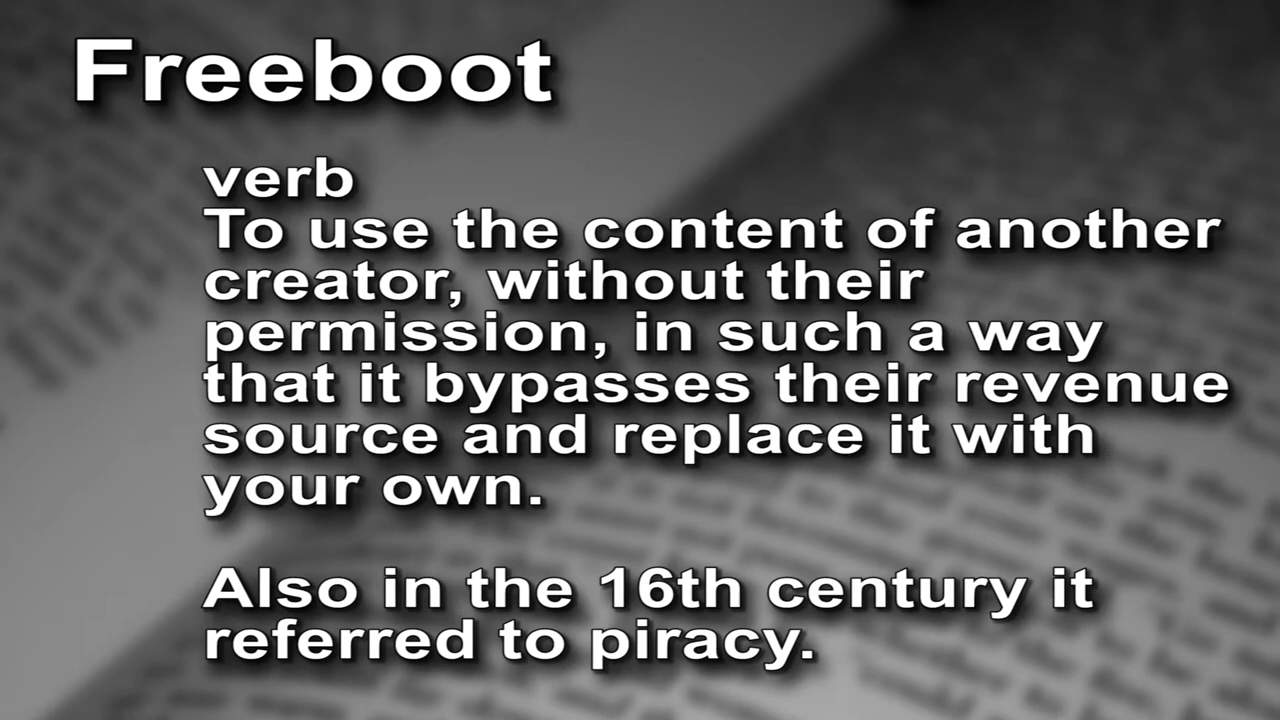 Freeboot
verb
To use the content of another
creator, without their
permission, in such a way
that it bypasses their revenue
source and replace it with
your own.
Also in the 16th century it
referred to piracy.